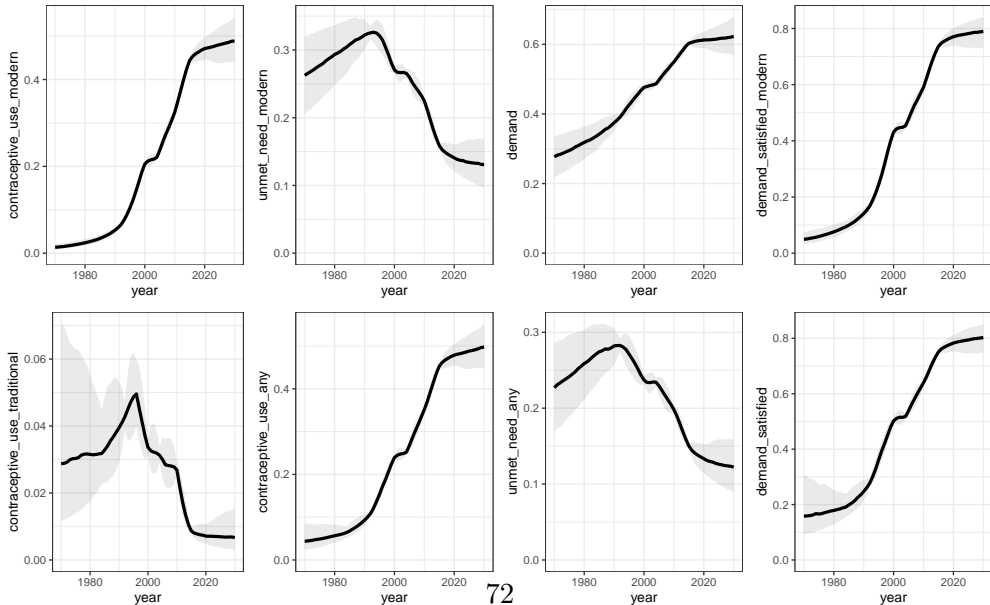 contraceptive_use_modern
0.4
0.2
0.0
1980 2000 2020
year
unmet_need_modern
0.3
0.2
0.1
0.0
1980 2000 2020
year
demand
0.6
0.4
0.2
0.0
1980 2000 2020
year
demand_satisfied_modern
0.8
0.6
0.4
0.2
0.0
1980 2000 2020
year
contraceptive_use_traditional
0.06
0.04
0.02
0.00
1980 2000 2020
year
contraceptive_use_any
0.4
0.2
0.0
1980 2000 2020
year
unmet_need_any
0.3
0.2
0.1
0.0
1980 2000 2020
year
demand_satisfied
0.8
0.6
0.4
0.2
0.0
1980 2000 2020
year
72